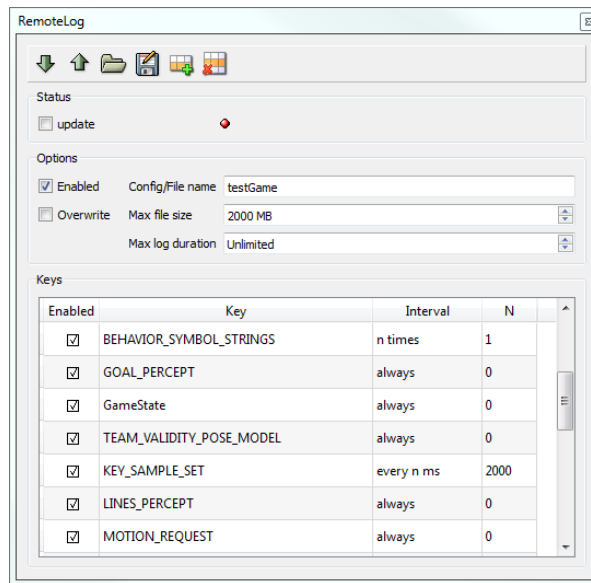 RemoteLog
Status
update
Options
Enabled Config/File name testGame
Overwrite Max file size 2000 MB
Max log duration Unlimited
Keys
Enabled Key Interval N
BEHAVIOR_SYMBOL_STRINGS n times 1
GOAL_PERCEPT always 0
GameState always 0
TEAM_VALIDITY_POSE_MODEL always 0
KEY_SAMPLE_SET every n ms 2000
LINES_PERCEPT always 0
MOTION_REQUEST always 0